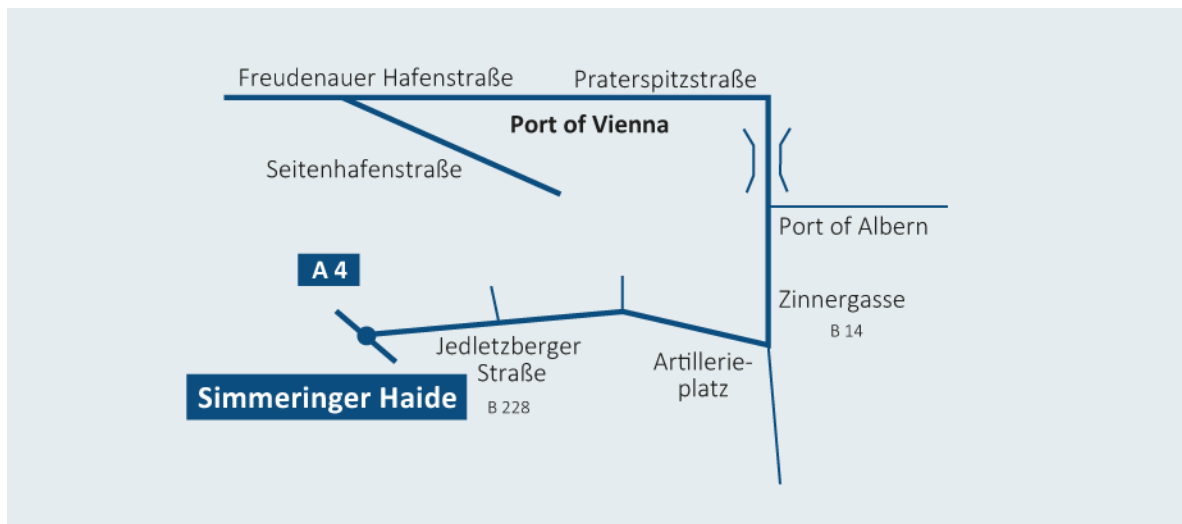 Freudenauer Hafenstraße
Praterspitzstraße
Port of Vienna
Seitenhafenstraße
Port of Albern
A 4
Zinnergasse
B 14
Jedletzberger
Straße
B 228
Artillerie-
platz
Simmeringer Haide